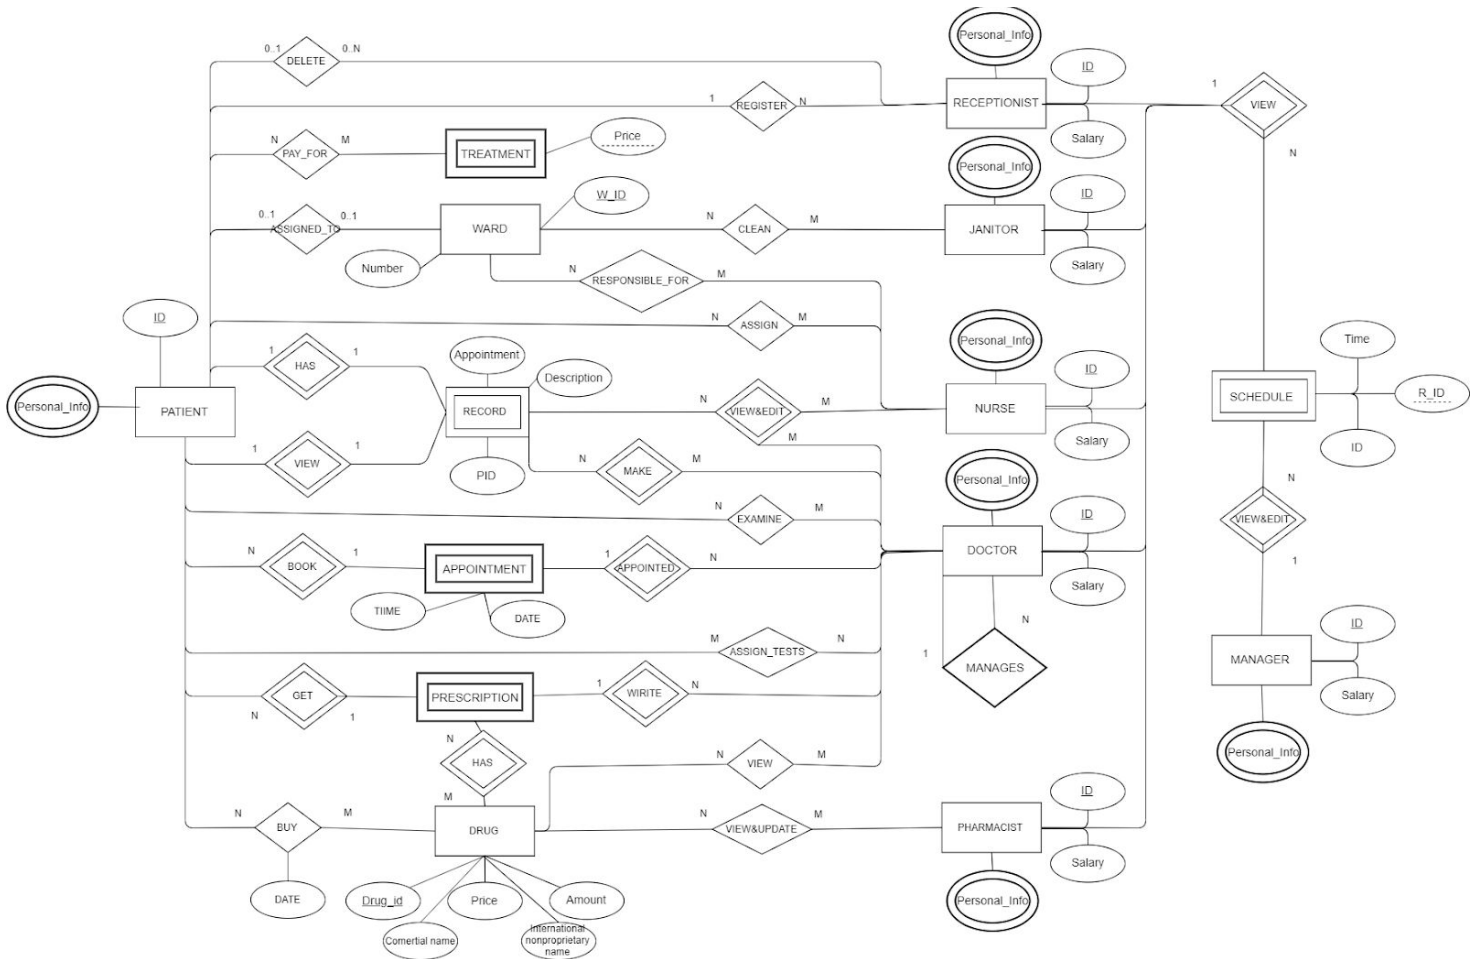 Personal_Info
0..1
0..N
DELETE
ID
RECEPTIONIST
1
REGISTER
N
1
VIEW
Salary
N
M
PAY_FOR
TREATMENT
Price
Personal_Info
N
W_ID
ID
0..1
0..1
ASSIGNED_TO
WARD
N
CLEAN
M
JANITOR
Number
Salary
N
RESPONSIBLE_FOR
M
ID
N
ASSIGN
M
Personal_Info
Time
1
HAS
1
Appointment
Description
ID
Personal_Info
PATIENT
RECORD
N
VIEW&EDIT
M
NURSE
SCHEDULE
R_ID
M
Salary
ID
1
VIEW
1
PID
N
MAKE
M
Personal_Info
N
N
EXAMINE
M
ID
VIEW&EDIT
N
BOOK
1
APPOINTMENT
1
APPOINTED
N
DOCTOR
1
Salary
TIIME
DATE
N
ID
M
ASSIGN_TESTS
N
1
MANAGES
MANAGER
GET
PRESCRIPTION
1
WIRITE
N
Salary
N
1
N
HAS
N
VIEW
M
Personal_Info
M
ID
N
BUY
M
DRUG
N
VIEW&UPDATE
M
PHARMACIST
Salary
DATE
Drug_id
Price
Amount
Personal_Info
Comertial name
International
nonproprietary
name